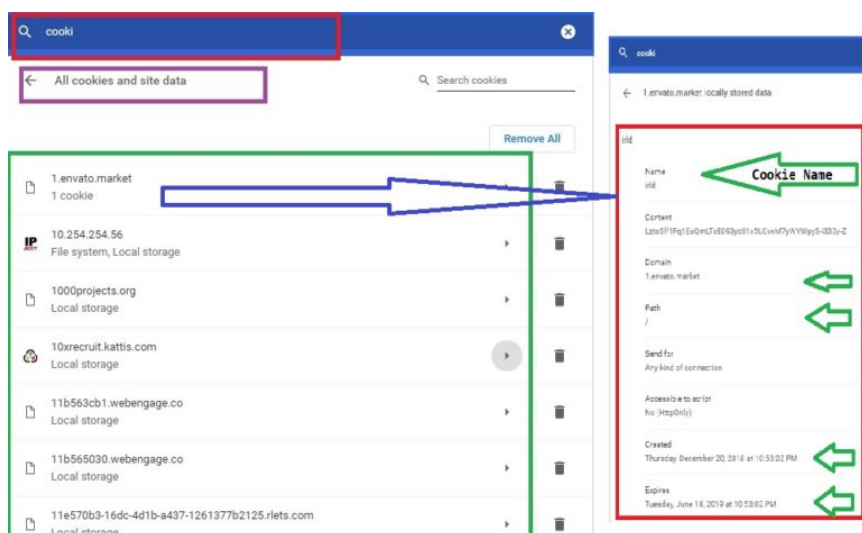 cooki
All cookies and site data
Search cookies
Remove All
1.envato.market
1 cookie
10.254.254.56
File system, Local storage
1000projects.org
Local storage
10xrecruit.kattis.com
Local storage
11b563cb1.webengage.co
Local storage
11b565030.webengage.co
Local storage
11e570b3-16dc-4d1b-a437-1261377b2125.rlets.com
Local storage
cooki
1.envato.market locally stored data
irld
Name
Cookie Name
irld
Content
Domain
1.envato.market
Path
/
Send for
Any kind of connection
Accessible to script
No (HttpOnly)
Created
Thursday, December 20, 2018 at 10:53:02 PM
Expires
Tuesday, June 18, 2019 at 10:53:02 PM